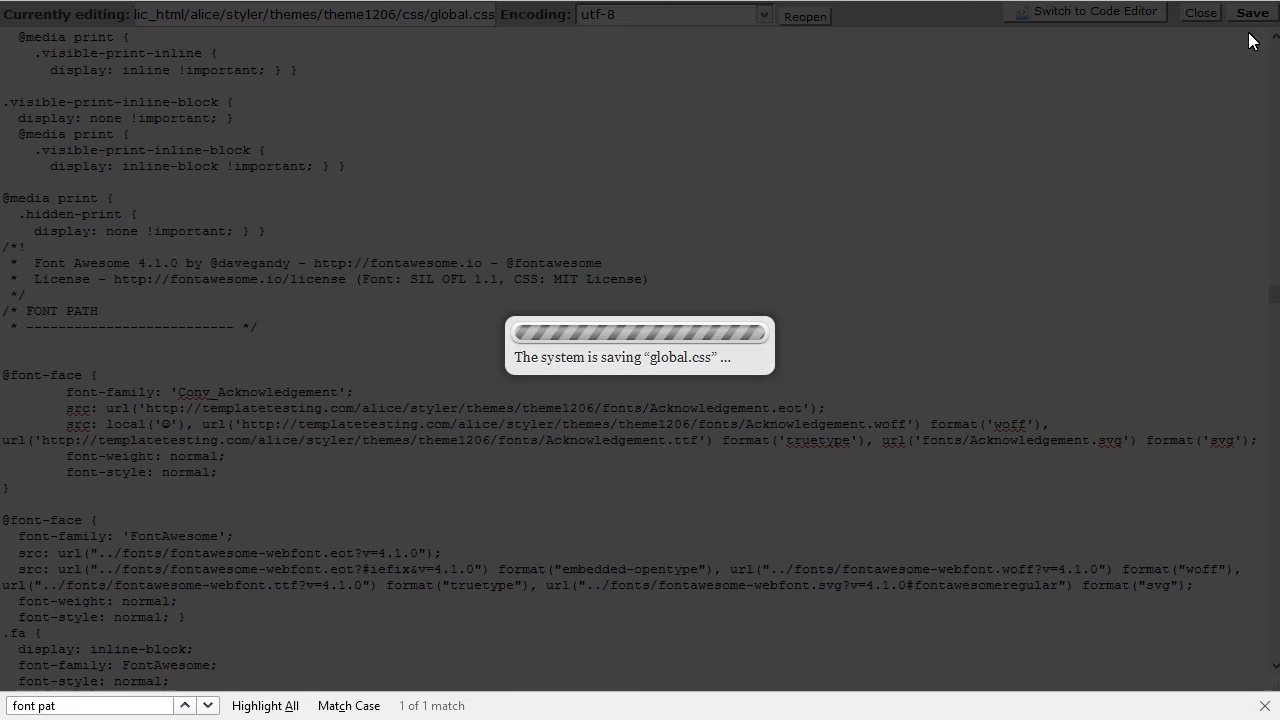 Currently editing: lic_html/alice/styler/themes/theme1206/css/global.css Encoding: utf-8 Reopen Switch to Code Editor Close Save
@media print {
.visible-print-inline {
display: inline !important; } }
.visible-print-inline-block {
display: none !important; }
@media print {
.visible-print-inline-block {
display: inline-block !important; } }
@media print {
.hidden-print {
display: none !important; } }
/*!
* Font Awesome 4.1.0 by @davegandy - http://fontawesome.io - @fontawesome
* License - http://fontawesome.io/license (Font: SIL OFL 1.1, CSS: MIT License)
*/
/* FONT PATH
* -------------------------- */
The system is saving “global.css” ...
@font-face {
font-family: 'Conv_Acknowledgement';
src: url('http://templatetesting.com/alice/styler/themes/theme1206/fonts/Acknowledgement.eot');
src: local('☺'), url('http://templatetesting.com/alice/styler/themes/theme1206/fonts/Acknowledgement.woff') format('woff'),
url('http://templatetesting.com/alice/styler/themes/theme1206/fonts/Acknowledgement.ttf') format('truetype'), url('fonts/Acknowledgement.svg') format('svg');
font-weight: normal;
font-style: normal;
}
@font-face {
font-family: 'FontAwesome';
src: url("../fonts/fontawesome-webfont.eot?v=4.1.0");
src: url("../fonts/fontawesome-webfont.eot?#iefix&v=4.1.0") format("embedded-opentype"), url("../fonts/fontawesome-webfont.woff?v=4.1.0") format("woff"),
url("../fonts/fontawesome-webfont.ttf?v=4.1.0") format("truetype"), url("../fonts/fontawesome-webfont.svg?v=4.1.0#fontawesomeregular") format("svg");
font-weight: normal;
font-style: normal; }
.fa {
display: inline-block;
font-family: FontAwesome;
font-style: normal;
font pat Highlight All Match Case 1 of 1 match